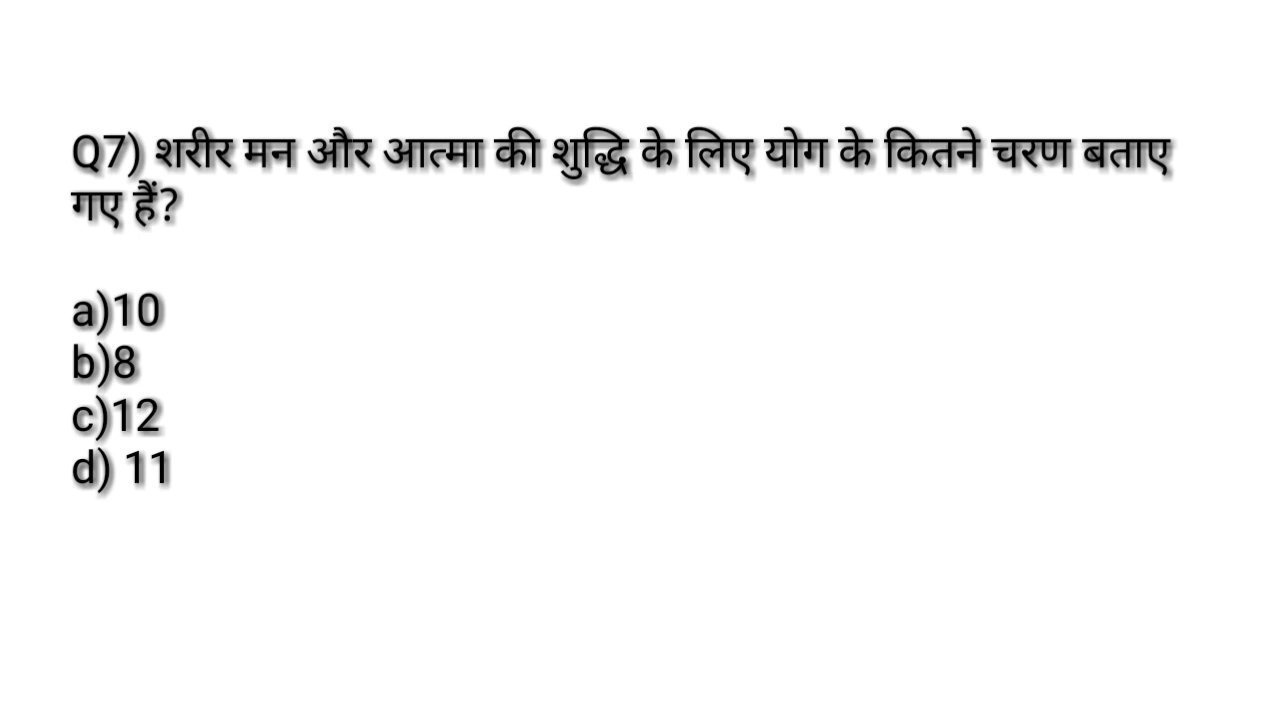 Q7) शरीर मन और आत्मा की शुद्धि के लिए योग के कितने चरण बताए
गए हैं?
a)10
b)8
c)12
d) 11